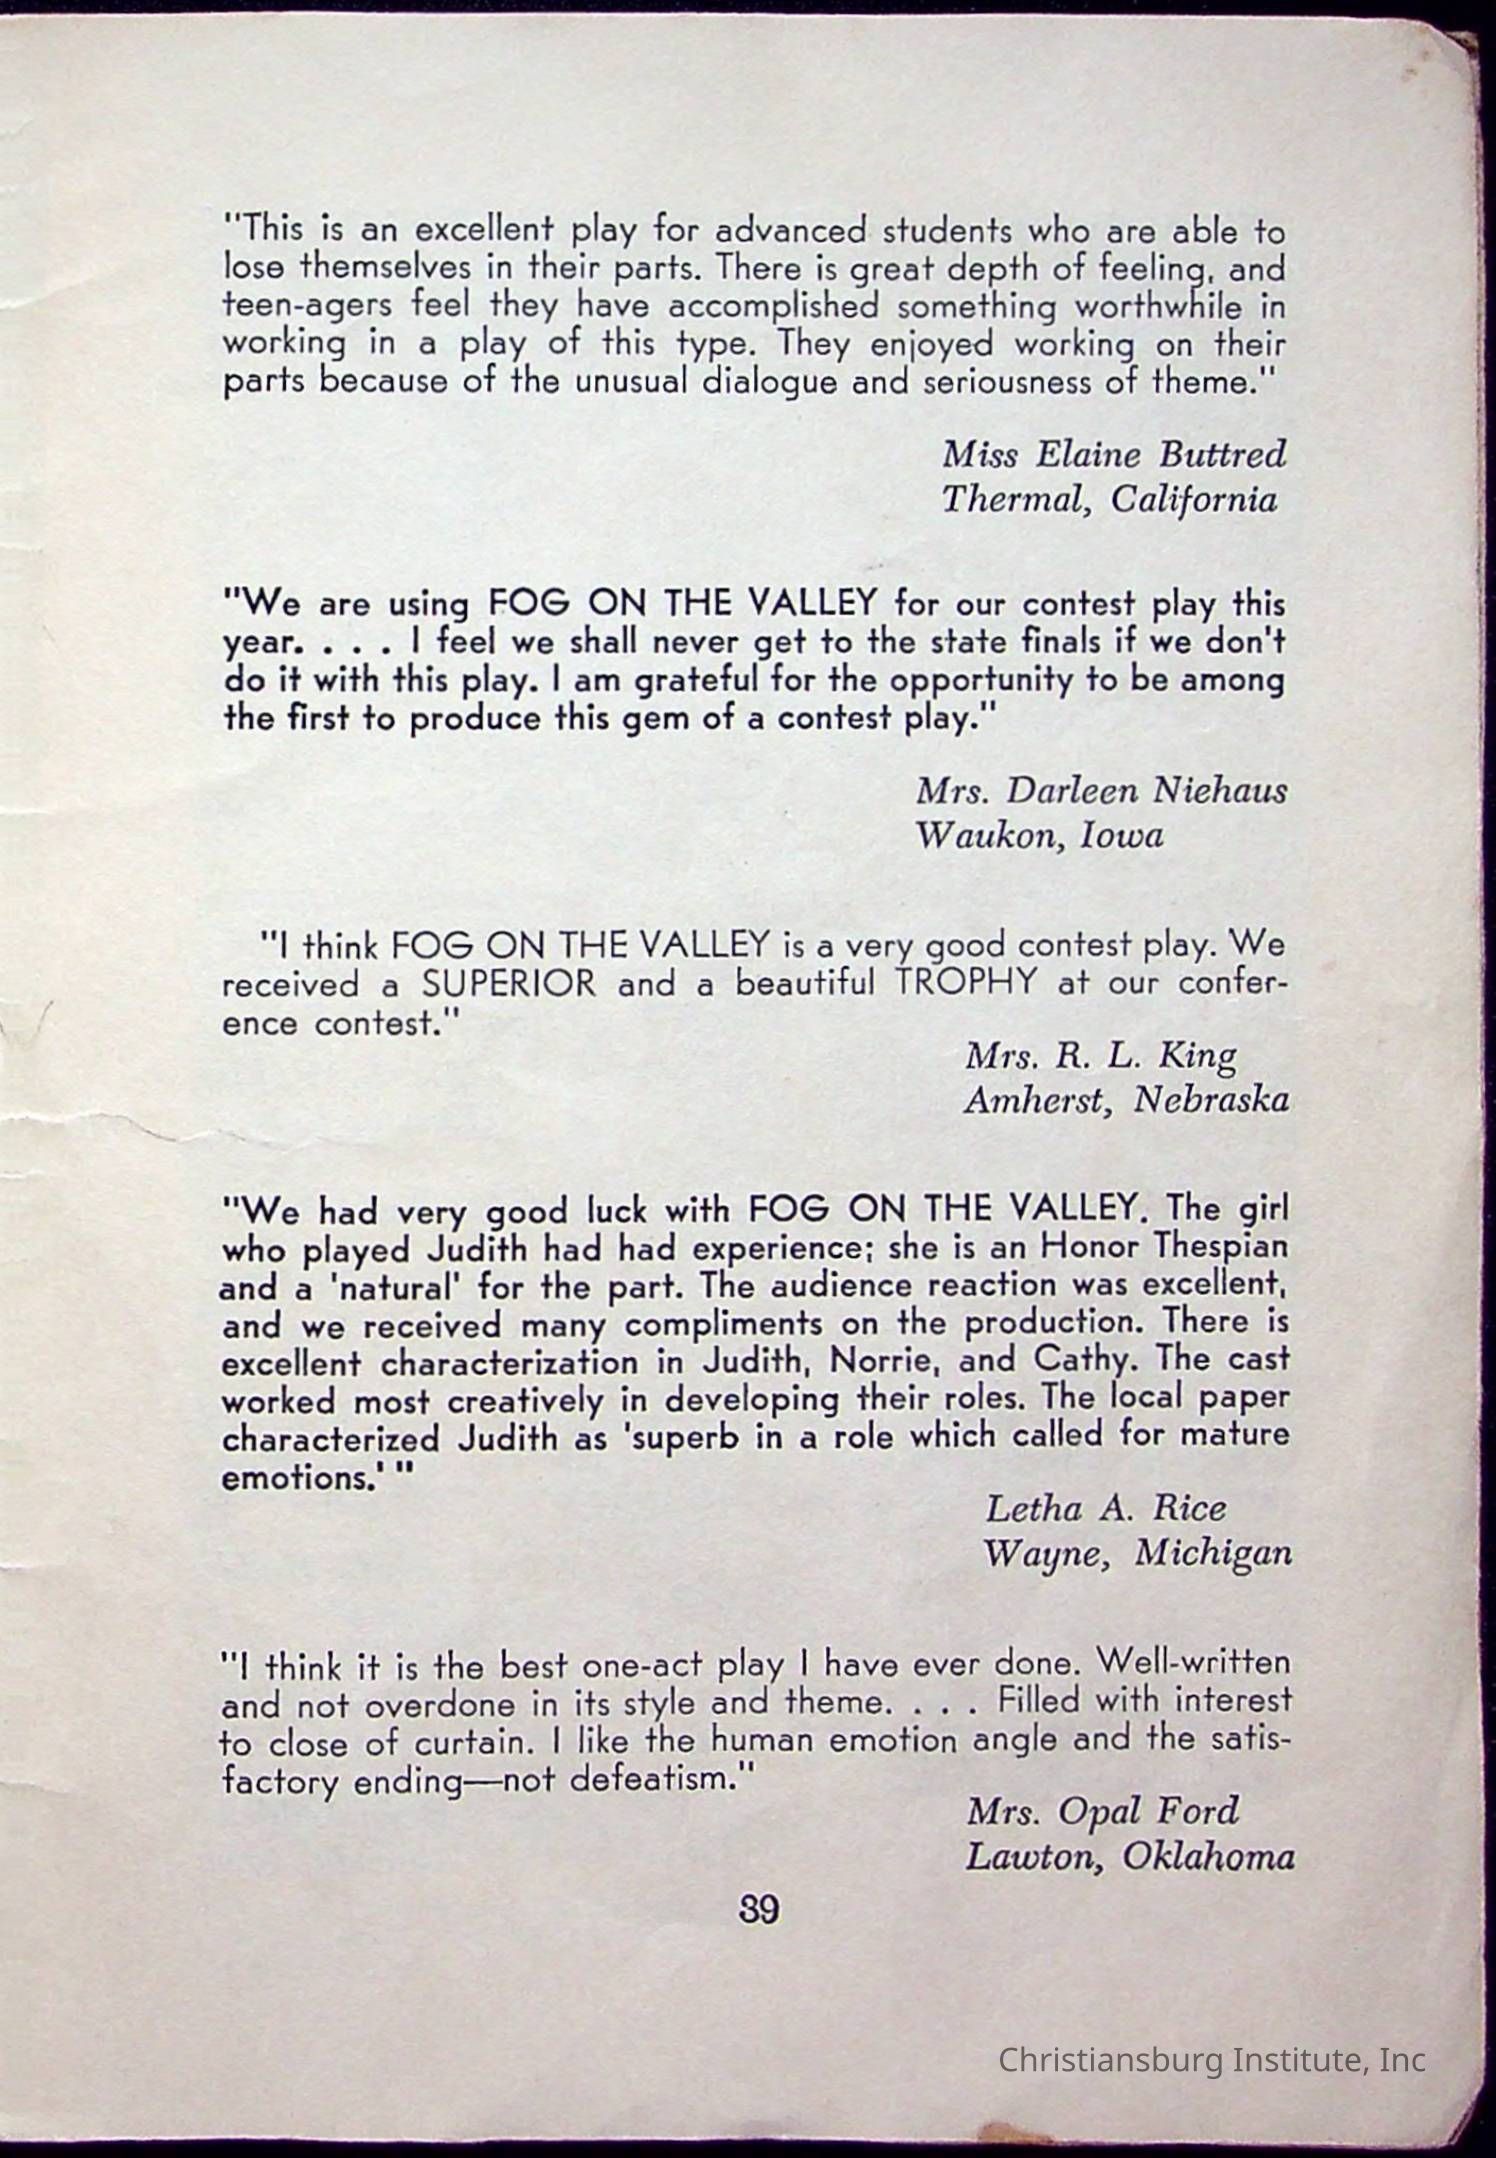 "This is an excellent play for advanced students who are able to
lose themselves in their parts. There is great depth of feeling, and
teen-agers feel they have accomplished something worthwhile in
working in a play of this type. They enjoyed working on their
parts because of the unusual dialogue and seriousness of theme."
Miss Elaine Buttred
Thermal, California
"We are using FOG ON THE VALLEY for our contest play this
year. . . . I feel we shall never get to the state finals if we don't
do it with this play. I am grateful for the opportunity to be among
the first to produce this gem of a contest play."
Mrs. Darleen Niehaus
Waukon, Iowa
"I think FOG ON THE VALLEY is a very good contest play. We
received a SUPERIOR and a beautiful TROPHY at our confer-
ence contest."
Mrs. R. L. King
Amherst, Nebraska
"We had very good luck with FOG ON THE VALLEY. The girl
who played Judith had had experience; she is an Honor Thespian
and a 'natural' for the part. The audience reaction was excellent,
and we received many compliments on the production. There is
excellent characterization in Judith, Norrie, and Cathy. The cast
worked most creatively in developing their roles. The local paper
characterized Judith as 'superb in a role which called for mature
emotions.' "
Letha A. Rice
Wayne, Michigan
"I think it is the best one-act play I have ever done. Well-written
and not overdone in its style and theme. . . . Filled with interest
to close of curtain. I like the human emotion angle and the satis-
factory ending—not defeatism."
Mrs. Opal Ford
Lawton, Oklahoma
39
Christiansburg Institute, Inc